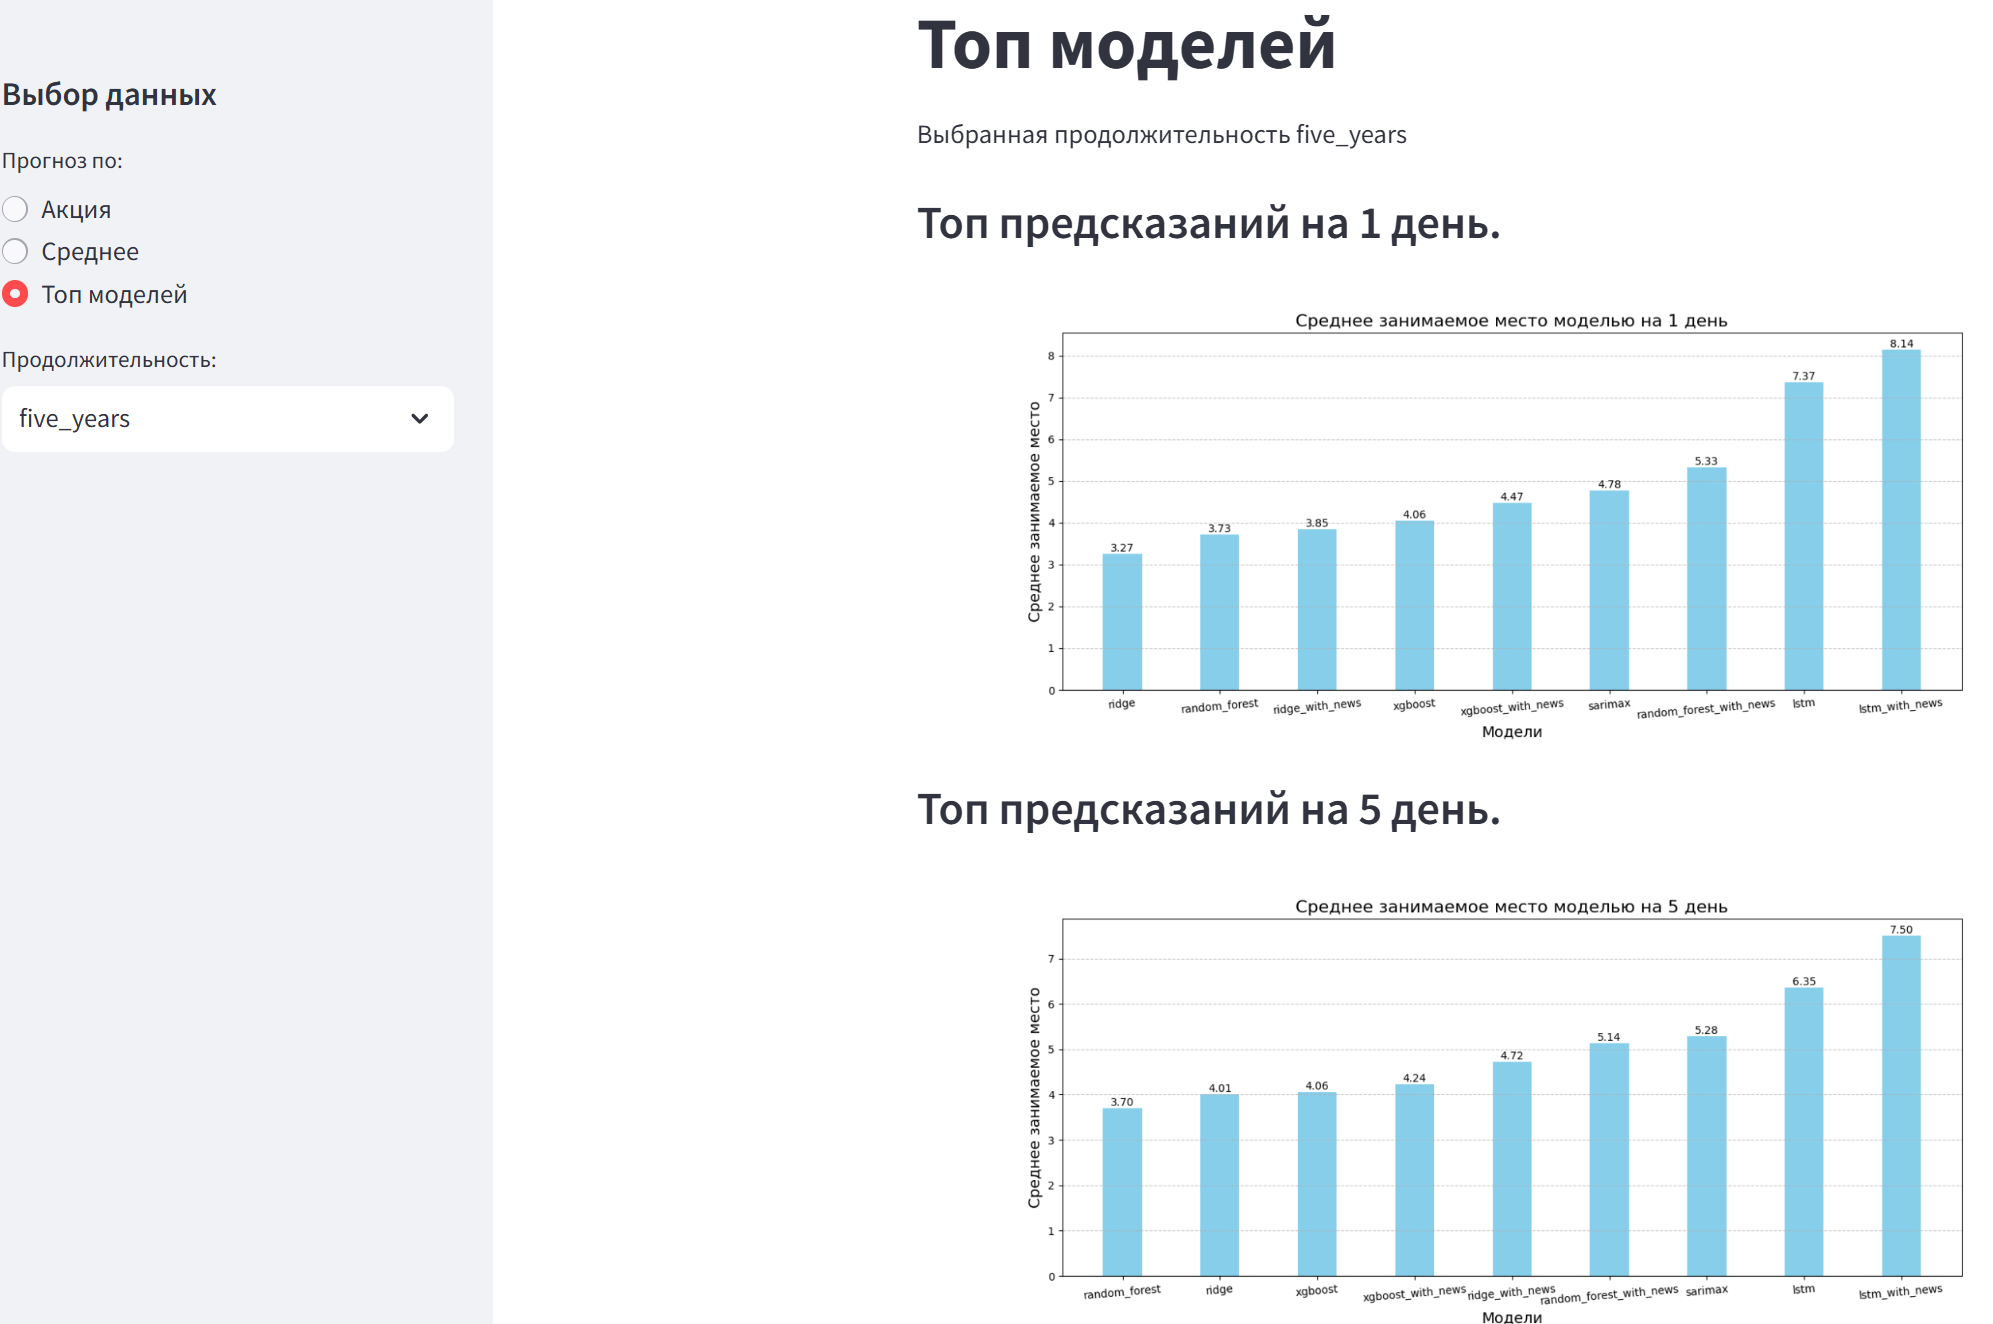 Выбор данных
Прогноз по:
Акция
Среднее
Топ моделей
Продолжительность:
five_years
Топ моделей
Выбранная продолжительность five_years
Топ предсказаний на 1 день.
Среднее занимаемое место моделью на 1 день
Среднее занимаемое место
8
7
6
5
4
3
2
1
0
3.27
3.73
3.85
4.06
4.47
4.78
5.33
7.37
8.14
ridge
random_forest
ridge_with_news
xgboost
xgboost_with_news
sarimax
random_forest_with_news
lstm
lstm_with_news
Модели
Топ предсказаний на 5 день.
Среднее занимаемое место моделью на 5 день
Среднее занимаемое место
7
6
5
4
3
2
1
0
3.70
4.01
4.06
4.24
4.72
5.14
5.28
6.35
7.50
random_forest
ridge
xgboost
xgboost_with_news
ridge_with_news
random_forest_with_news
sarimax
lstm
lstm_with_news
Модели